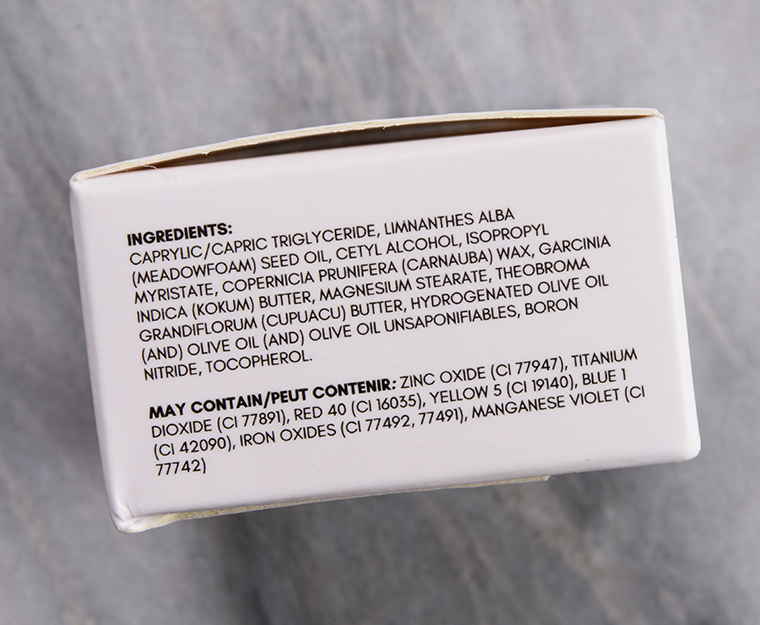 INGREDIENTS:
CAPRYLIC/CAPRIC TRIGLYCERIDE, LIMNANTHES ALBA
(MEADOWFOAM) SEED OIL, CETYL ALCOHOL, ISOPROPYL
MYRISTATE, COPERNICIA PRUNIFERA (CARNAUBA) WAX, GARCINIA
INDICA (KOKUM) BUTTER, MAGNESIUM STEARATE, THEOBROMA
GRANDIFLORUM (CUPUACU) BUTTER, HYDROGENATED OLIVE OIL
(AND) OLIVE OIL (AND) OLIVE OIL UNSAPONIFIABLES, BORON
NITRIDE, TOCOPHEROL.
MAY CONTAIN/PEUT CONTENIR: ZINC OXIDE (CI 77947), TITANIUM
DIOXIDE (CI 77891), RED 40 (CI 16035), YELLOW 5 (CI 19140), BLUE 1
(CI 42090), IRON OXIDES (CI 77492, 77491), MANGANESE VIOLET (CI
77742)